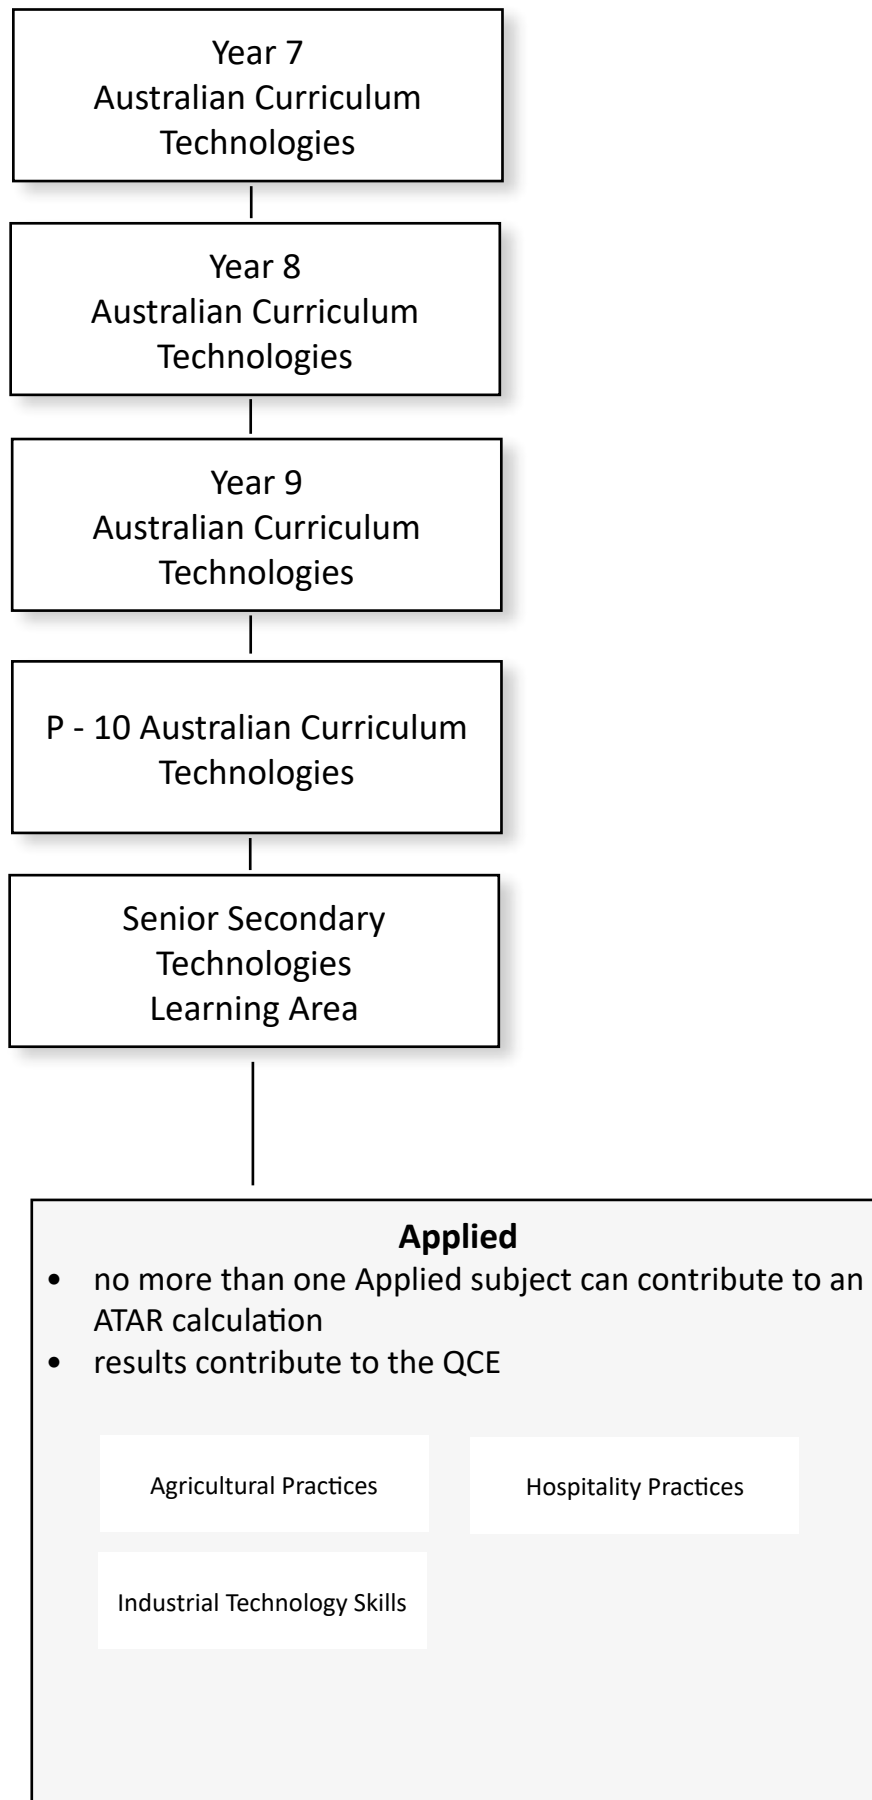 Year 7
Australian Curriculum
Technologies
Year 8
Australian Curriculum
Technologies
Year 9
Australian Curriculum
Technologies
P - 10 Australian Curriculum
Technologies
Senior Secondary
Technologies
Learning Area
Applied
• no more than one Applied subject can contribute to an
ATAR calculation
• results contribute to the QCE
Agricultural Practices
Hospitality Practices
Industrial Technology Skills